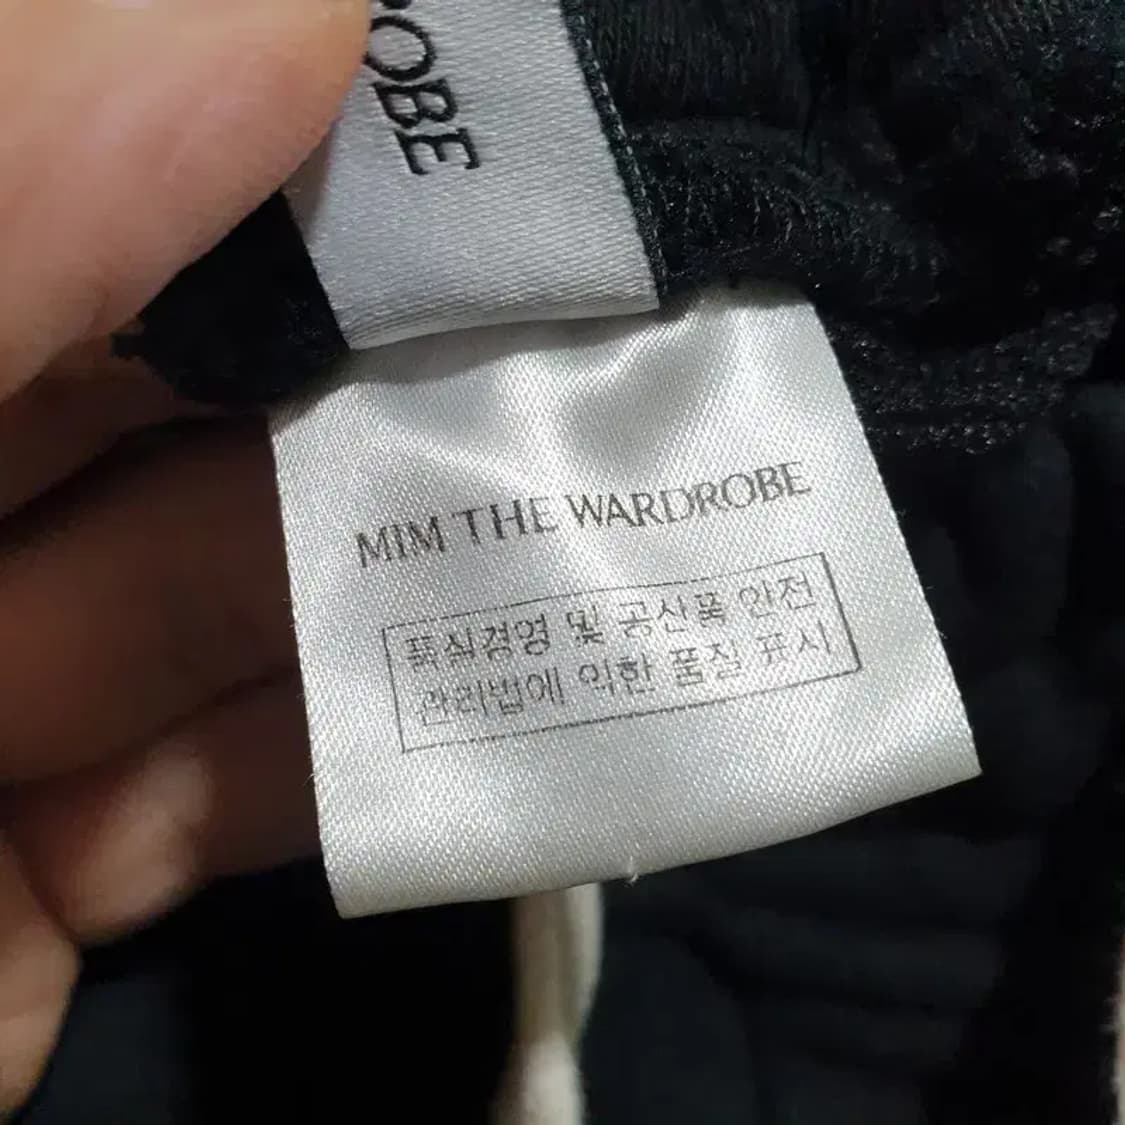 OBE
MIM THE WARDROBE
품질경영 및 공산품 안전
관리법에 의한 품질 표시